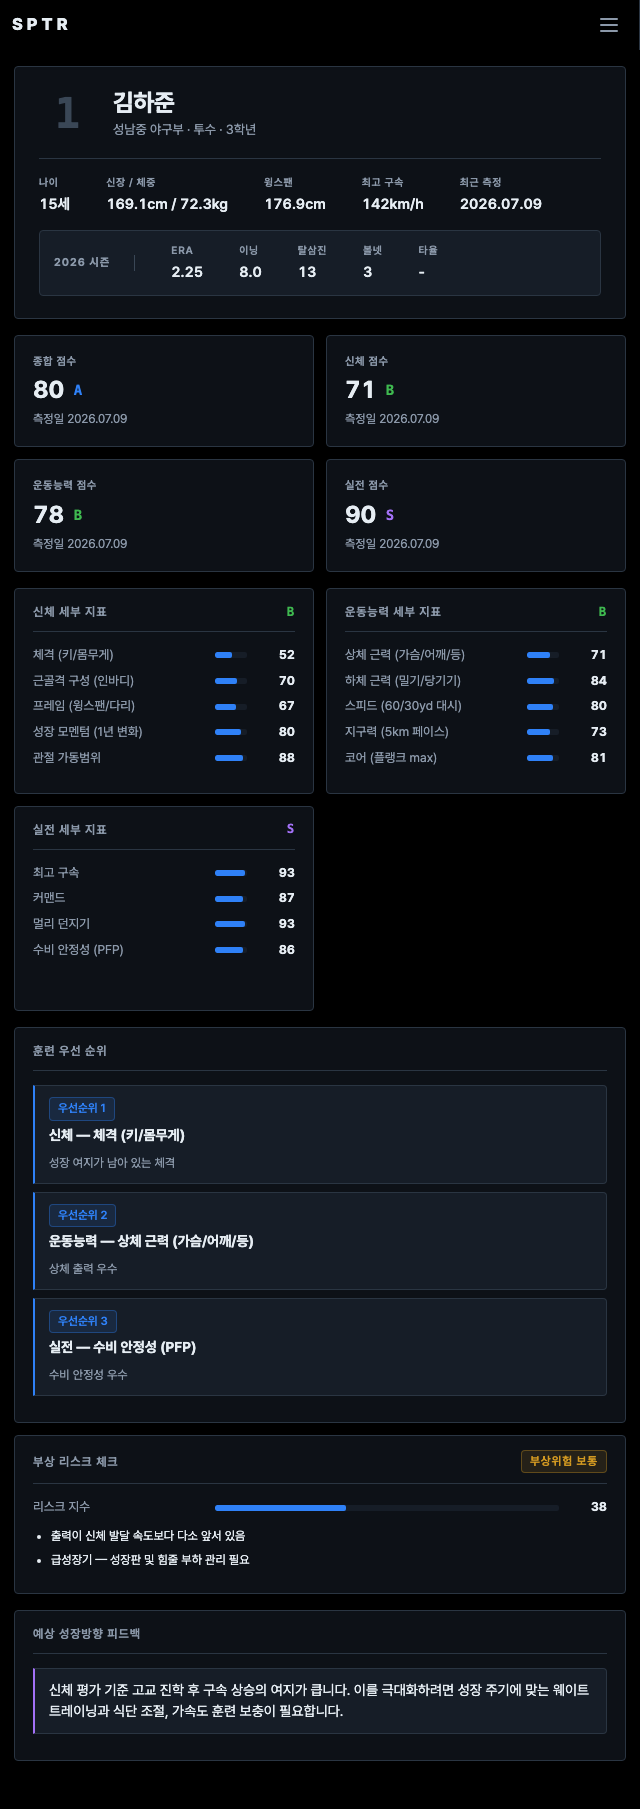 SPTR
1
김하준
성남중 야구부 · 투수 · 3학년
나이 신장 / 체중 윙스팬 최고 구속 최근 측정
15세 169.1cm / 72.3kg 176.9cm 142km/h 2026.07.09
2026 시즌
ERA 이닝 탈삼진 볼넷 타율
2.25 8.0 13 3 -
종합 점수
80 A
측정일 2026.07.09
신체 점수
71 B
측정일 2026.07.09
운동능력 점수
78 B
측정일 2026.07.09
실전 점수
90 S
측정일 2026.07.09
신체 세부 지표 B
체격 (키/몸무게) 52
근골격 구성 (인바디) 70
프레임 (윙스팬/다리) 67
성장 모멘텀 (1년 변화) 80
관절 가동범위 88
운동능력 세부 지표 B
상체 근력 (가슴/어깨/등) 71
하체 근력 (밀기/당기기) 84
스피드 (60/30yd 대시) 80
지구력 (5km 페이스) 73
코어 (플랭크 max) 81
실전 세부 지표 S
최고 구속 93
커맨드 87
멀리 던지기 93
수비 안정성 (PFP) 86
훈련 우선 순위
우선순위 1
신체 — 체격 (키/몸무게)
성장 여지가 남아 있는 체격
우선순위 2
운동능력 — 상체 근력 (가슴/어깨/등)
상체 출력 우수
우선순위 3
실전 — 수비 안정성 (PFP)
수비 안정성 우수
부상 리스크 체크 부상위험 보통
리스크 지수 38
• 출력이 신체 발달 속도보다 다소 앞서 있음
• 급성장기 — 성장판 및 힘줄 부하 관리 필요
예상 성장방향 피드백
신체 평가 기준 고교 진학 후 구속 상승의 여지가 큽니다. 이를 극대화하려면 성장 주기에 맞는 웨이트
트레이닝과 식단 조절, 가속도 훈련 보충이 필요합니다.